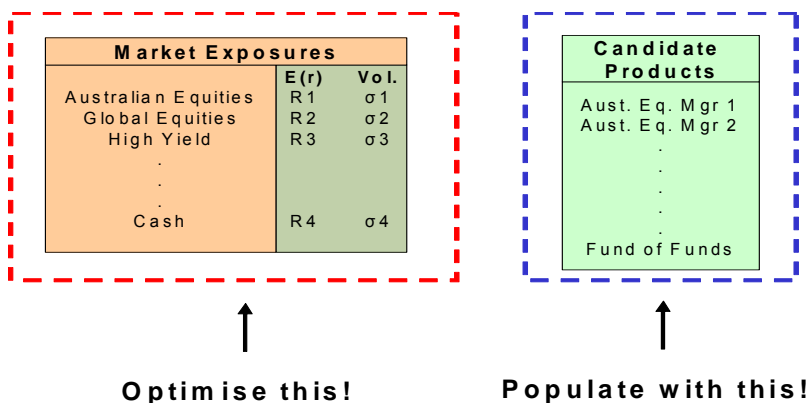 Market Exposures
E(r) Vol.
Australian Equities R1 σ1
Global Equities R2 σ2
High Yield R3 σ3
.
.
.
Cash R4 σ4
Optimise this!
Candidate
Products
Aust. Eq. Mgr 1
Aust. Eq. Mgr 2
.
.
.
.
.
Fund of Funds
Populate with this!